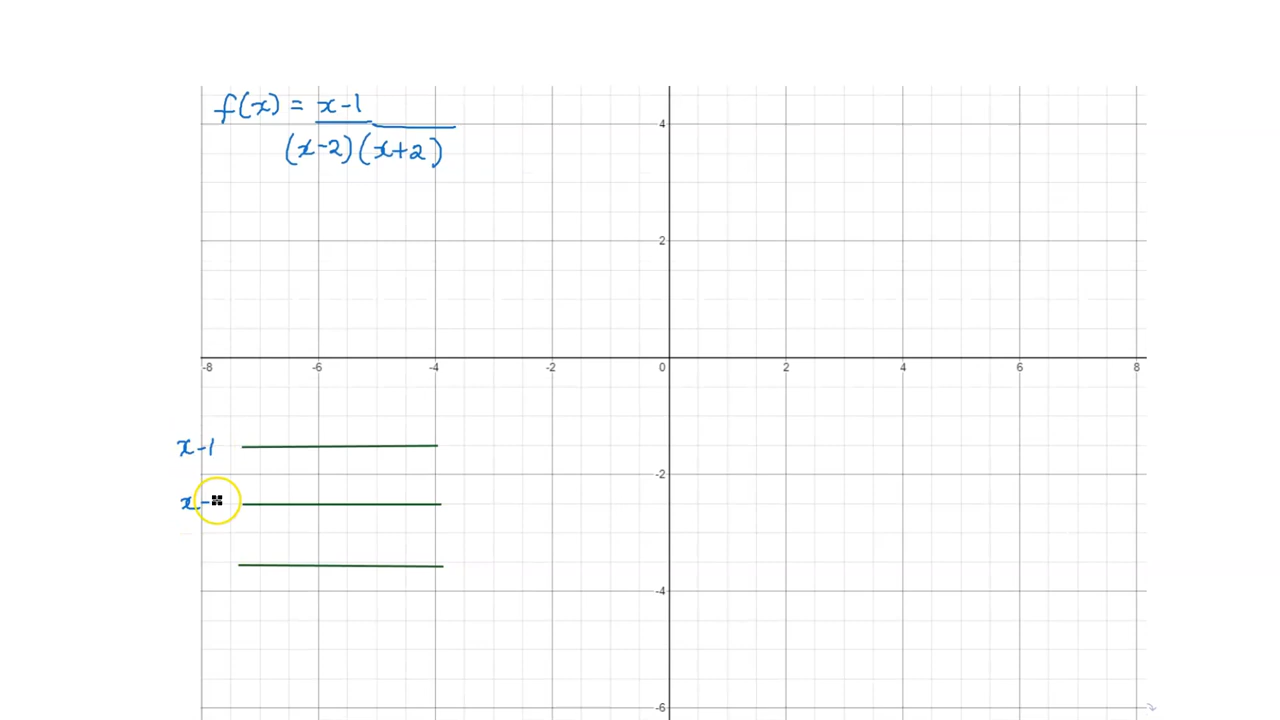 f(x) = x-1
(x-2)(x+2)
4
2
-8 -6 -4 -2 0 2 4 6 8
x-1
-2
x-
-4
-6